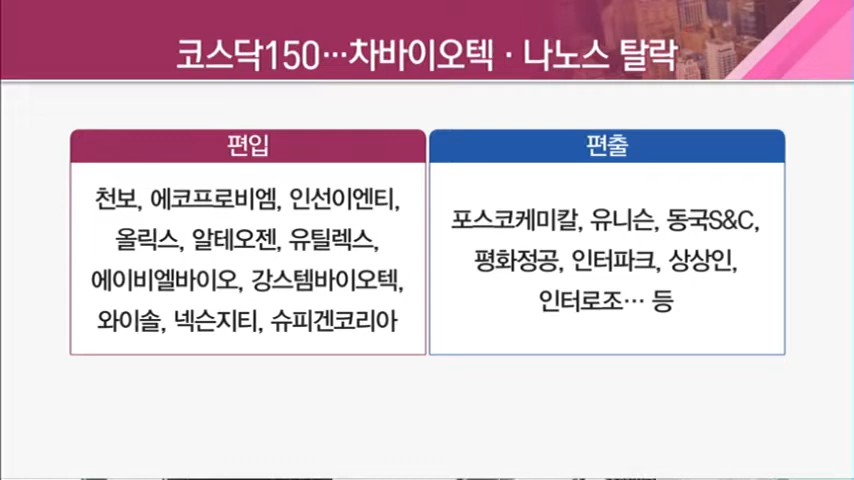 코스닥150…차바이오텍 · 나노스 탈락
편입
천보, 에코프로비엠, 인선이엔티,
올릭스, 알테오젠, 유틸렉스,
에이비엘바이오, 강스템바이오텍,
와이솔, 넥슨지티, 슈피겐코리아
편출
포스코케미칼, 유니슨, 동국S&C,
평화정공, 인터파크, 상상인,
인터로조… 등